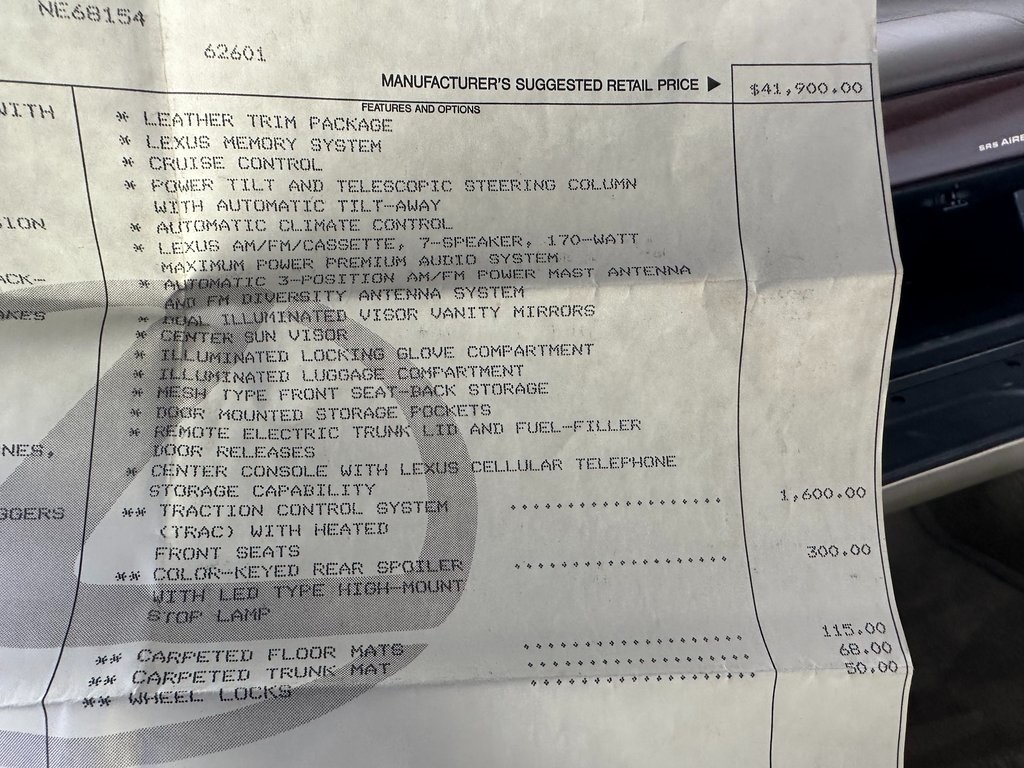 NE68154
62601
MANUFACTURER'S SUGGESTED RETAIL PRICE ▶ $41,900.00
FEATURES AND OPTIONS
WITH
* LEATHER TRIM PACKAGE
* LEXUS MEMORY SYSTEM
* CRUISE CONTROL
* POWER TILT AND TELESCOPIC STEERING COLUMN
WITH AUTOMATIC TILT-AWAY
SION * AUTOMATIC CLIMATE CONTROL
* LEXUS AM/FM/CASSETTE, 7-SPEAKER, 170-WATT
MAXIMUM POWER PREMIUM AUDIO SYSTEM
ACK- * AUTOMATIC 3-POSITION AM/FM POWER MAST ANTENNA
AND FM DIVERSITY ANTENNA SYSTEM
AKES * DUAL ILLUMINATED VISOR VANITY MIRRORS
* CENTER SUN VISOR
* ILLUMINATED LOCKING GLOVE COMPARTMENT
* ILLUMINATED LUGGAGE COMPARTMENT
* MESH TYPE FRONT SEAT-BACK STORAGE
* DOOR MOUNTED STORAGE POCKETS
* REMOTE ELECTRIC TRUNK LID AND FUEL-FILLER
NES, DOOR RELEASES
* CENTER CONSOLE WITH LEXUS CELLULAR TELEPHONE
STORAGE CAPABILITY
GGERS ** TRACTION CONTROL SYSTEM .................... 1,600.00
(TRAC) WITH HEATED
FRONT SEATS
** COLOR-KEYED REAR SPOILER .................... 300.00
WITH LED TYPE HIGH-MOUNT
STOP LAMP
** CARPETED FLOOR MATS .................... 115.00
** CARPETED TRUNK MAT .................... 68.00
** WHEEL LOCKS .................... 50.00
SRS AIRB